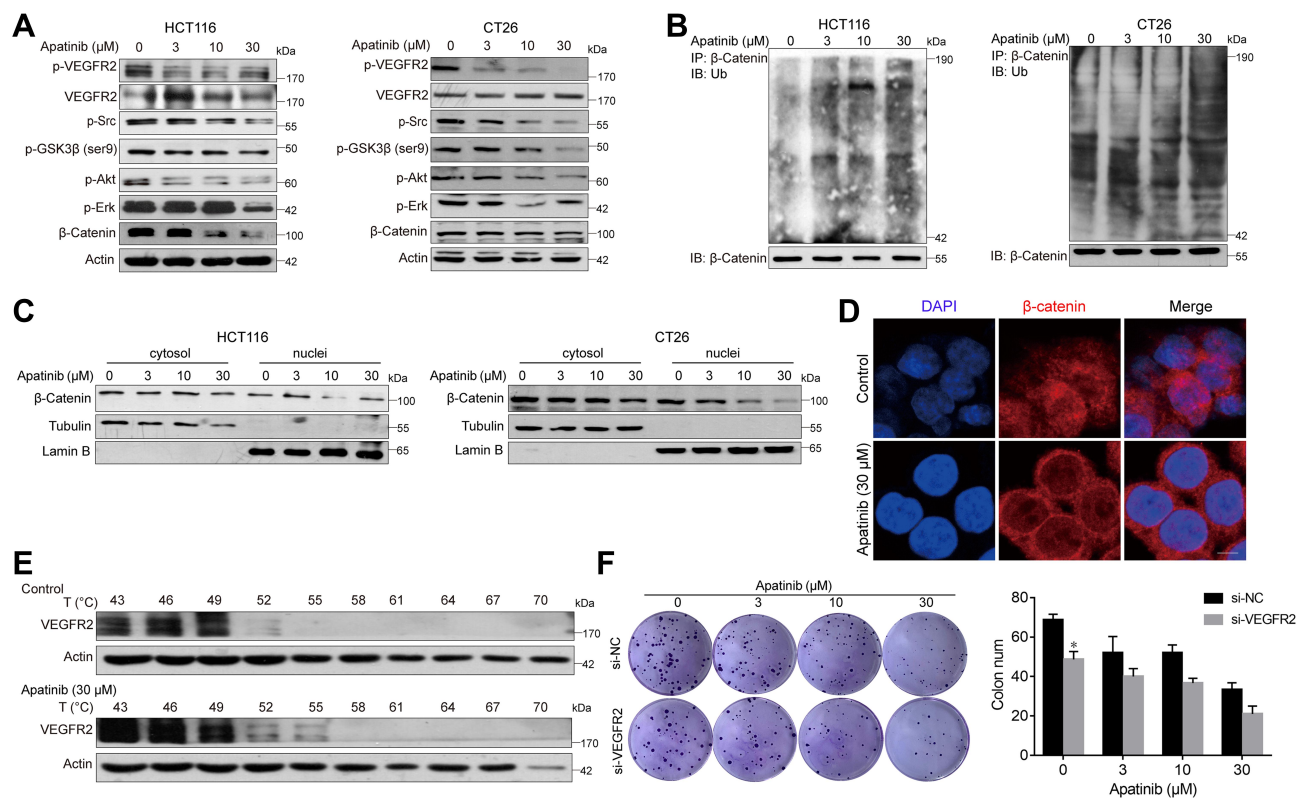 A
HCT116
Apatinib (μM) 0 3 10 30 kDa
p-VEGFR2 170
VEGFR2 170
p-Src 55
p-GSK3β (ser9) 50
p-Akt 60
p-Erk 42
β-Catenin 100
Actin 42
CT26
Apatinib (μM) 0 3 10 30 kDa
p-VEGFR2 170
VEGFR2 170
p-Src 55
p-GSK3β (ser9) 50
p-Akt 60
p-Erk 42
β-Catenin 100
Actin 42
B
HCT116
Apatinib (μM) 0 3 10 30 kDa
IP: β-Catenin 190
IB: Ub
42
IB: β-Catenin 55
CT26
Apatinib (μM) 0 3 10 30 kDa
IP: β-Catenin 190
IB: Ub
42
IB: β-Catenin 55
C
HCT116
cytosol nuclei
Apatinib (μM) 0 3 10 30 0 3 10 30 kDa
β-Catenin 100
Tubulin 55
Lamin B 65
CT26
cytosol nuclei
Apatinib (μM) 0 3 10 30 0 3 10 30 kDa
β-Catenin 100
Tubulin 55
Lamin B 65
D
DAPI β-catenin Merge
Control
Apatinib (30 μM)
E
Control
T (°C) 43 46 49 52 55 58 61 64 67 70 kDa
VEGFR2 170
Actin 42
Apatinib (30 μM)
T (°C) 43 46 49 52 55 58 61 64 67 70 kDa
VEGFR2 170
Actin 42
F
Apatinib (μM)
0 3 10 30
si-NC
si-VEGFR2
Colon num
80
60
40
20
0
*
si-NC
si-VEGFR2
0 3 10 30
Apatinib (μM)